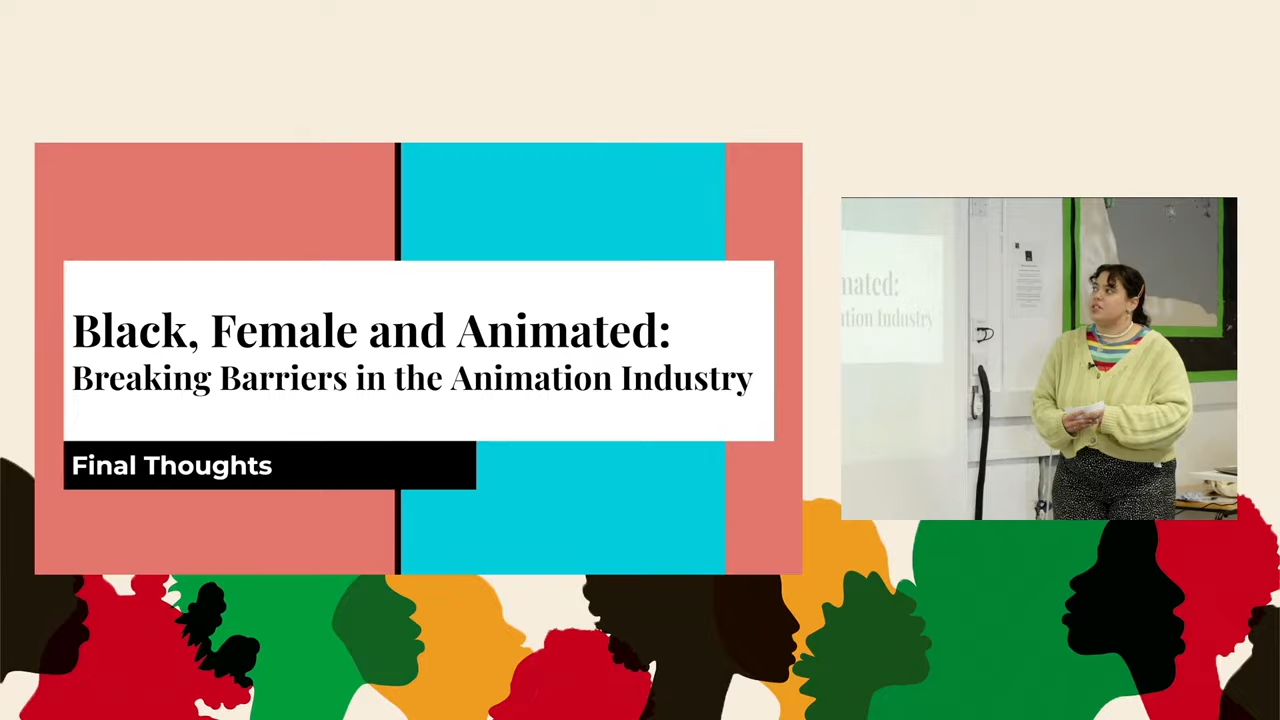 Black, Female and Animated:
Breaking Barriers in the Animation Industry
Final Thoughts
mated:
ation Industry